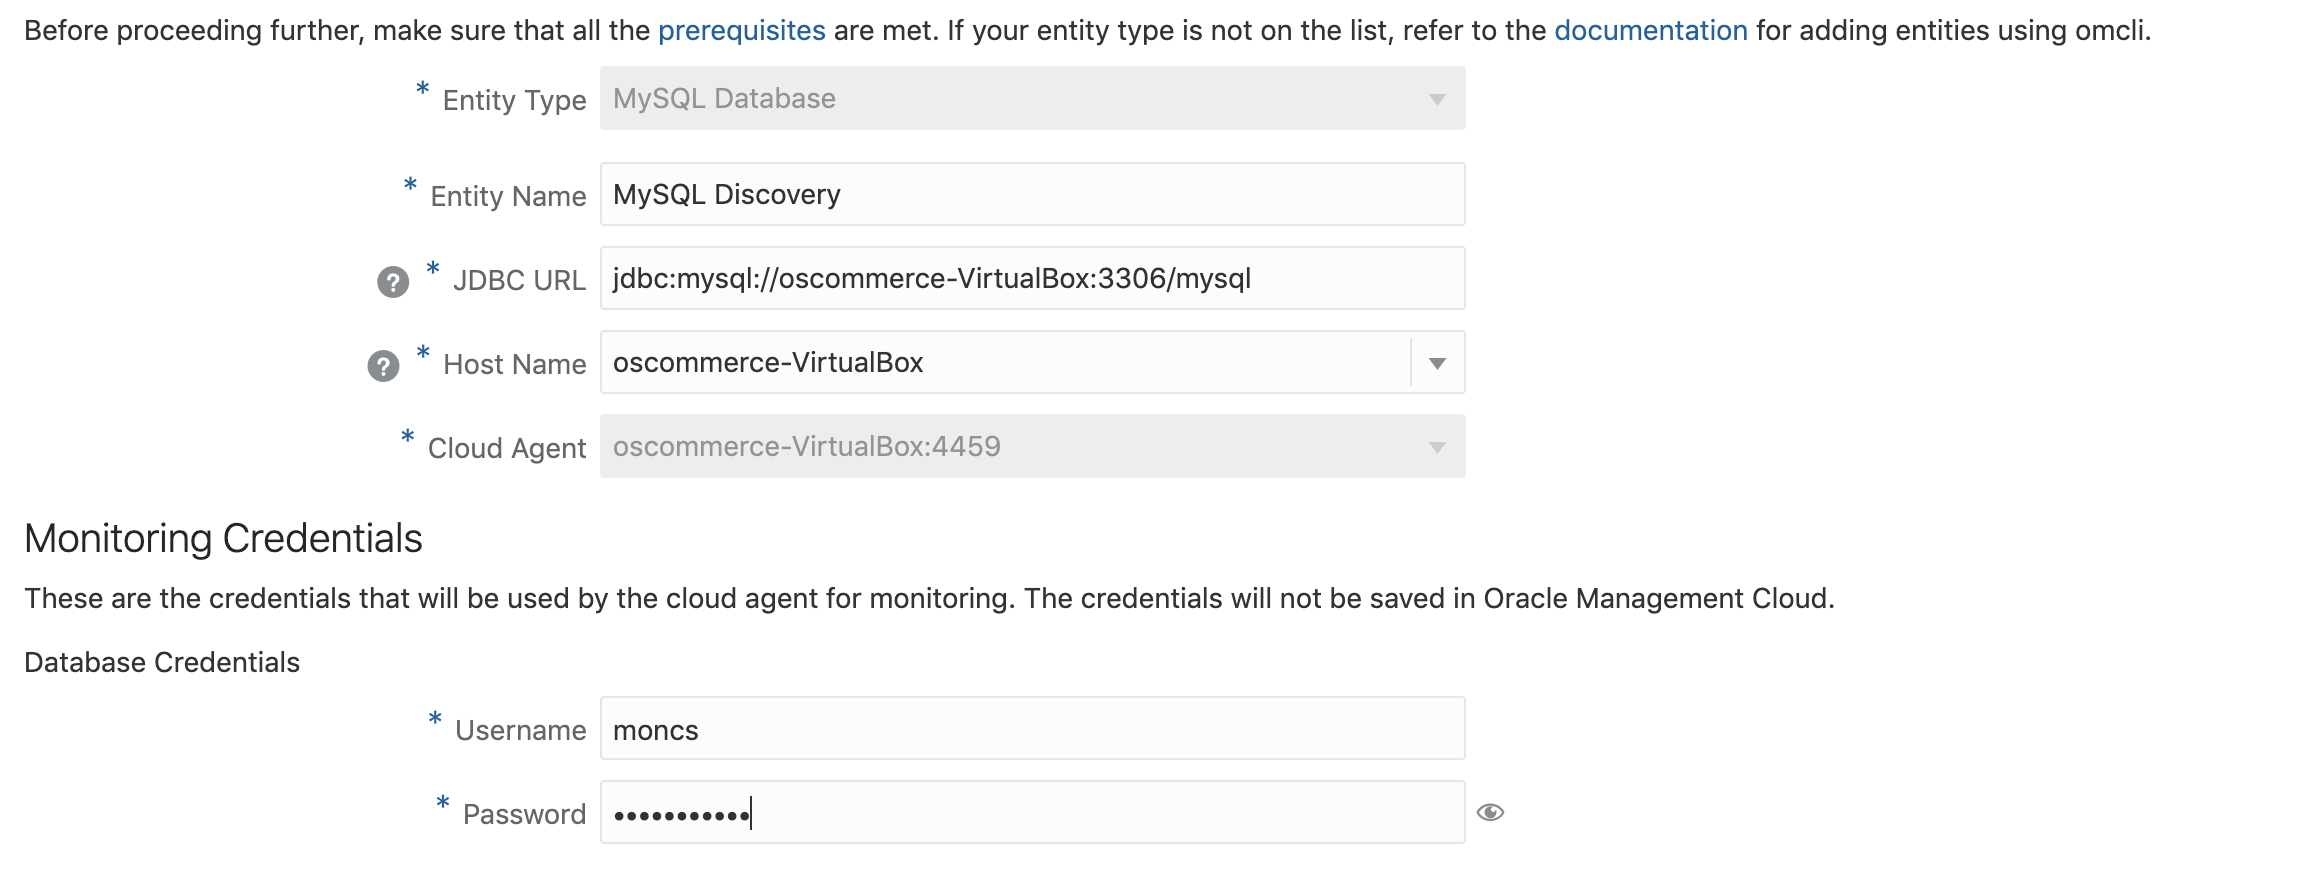 Before proceeding further, make sure that all the prerequisites are met. If your entity type is not on the list, refer to the documentation for adding entities using omcli.
* Entity Type MySQL Database
* Entity Name MySQL Discovery
? * JDBC URL jdbc:mysql://oscommerce-VirtualBox:3306/mysql
? * Host Name oscommerce-VirtualBox
* Cloud Agent oscommerce-VirtualBox:4459
Monitoring Credentials
These are the credentials that will be used by the cloud agent for monitoring. The credentials will not be saved in Oracle Management Cloud.
Database Credentials
* Username moncs
* Password •••••••••••